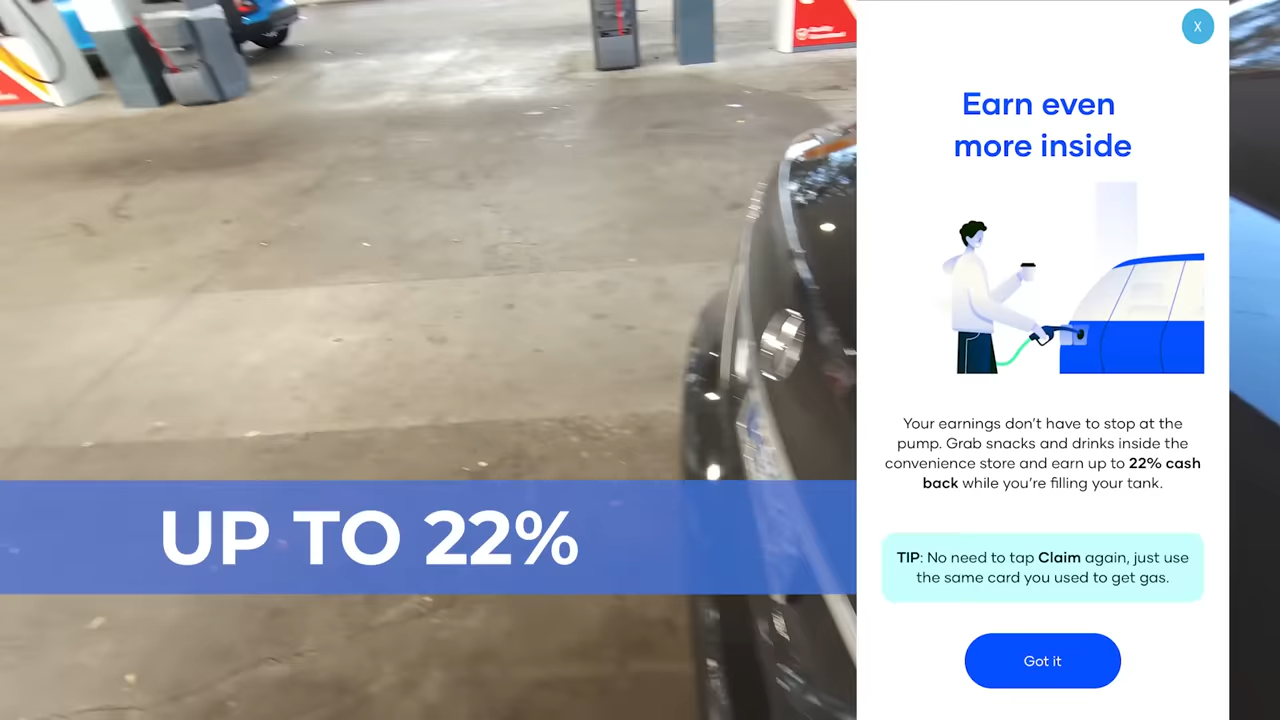 X
Earn even
more inside
Your earnings don't have to stop at the
pump. Grab snacks and drinks inside the
convenience store and earn up to 22% cash
back while you're filling your tank.
UP TO 22%
TIP: No need to tap Claim again, just use
the same card you used to get gas.
Got it